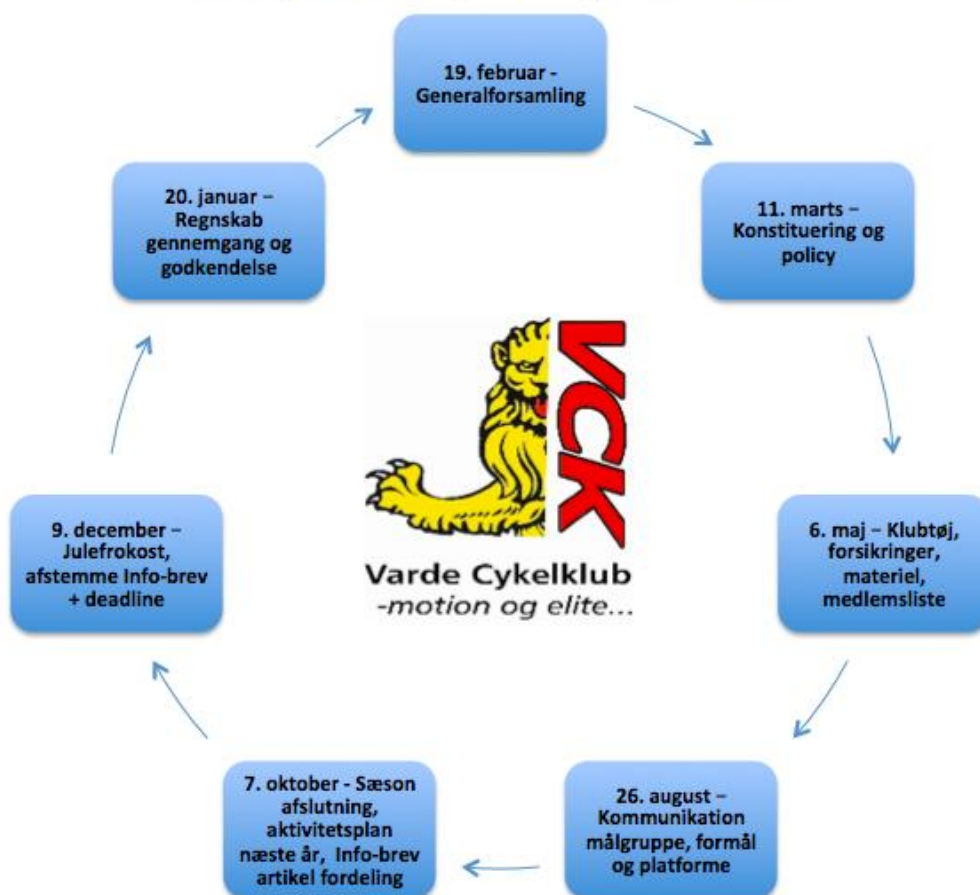 19. februar -
Generalforsamling
11. marts –
Konstituering og
policy
6. maj – Klubtøj,
forsikringer,
materiel,
medlemsliste
26. august –
Kommunikation
målgruppe, formål
og platforme
7. oktober - Sæson
afslutning,
aktivitetsplan
næste år, Info-brev
artikel fordeling
9. december –
Julefrokost,
afstemme Info-brev
+ deadline
20. januar –
Regnskab
gennemgang og
godkendelse
VCK
Varde Cykelklub
-motion og elite...